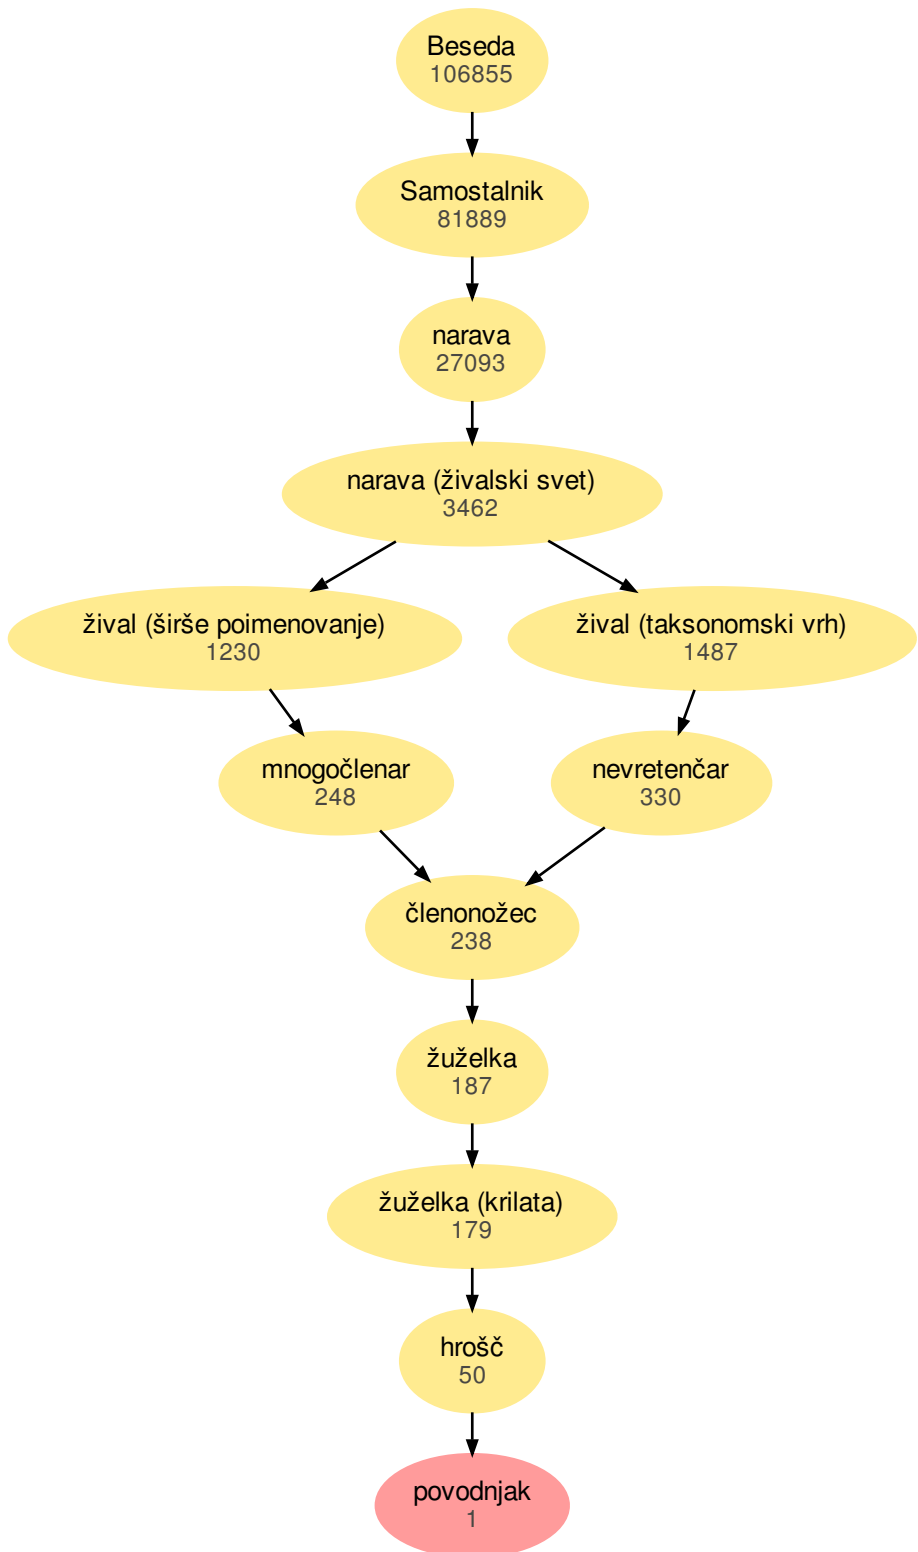 Beseda
106855
Samostalnik
81889
narava
27093
narava (živalski svet)
3462
žival (širše poimenovanje)
1230
žival (taksonomski vrh)
1487
mnogočlenar
248
nevretenčar
330
členonožec
238
žuželka
187
žuželka (krilata)
179
hrošč
50
povodnjak
1